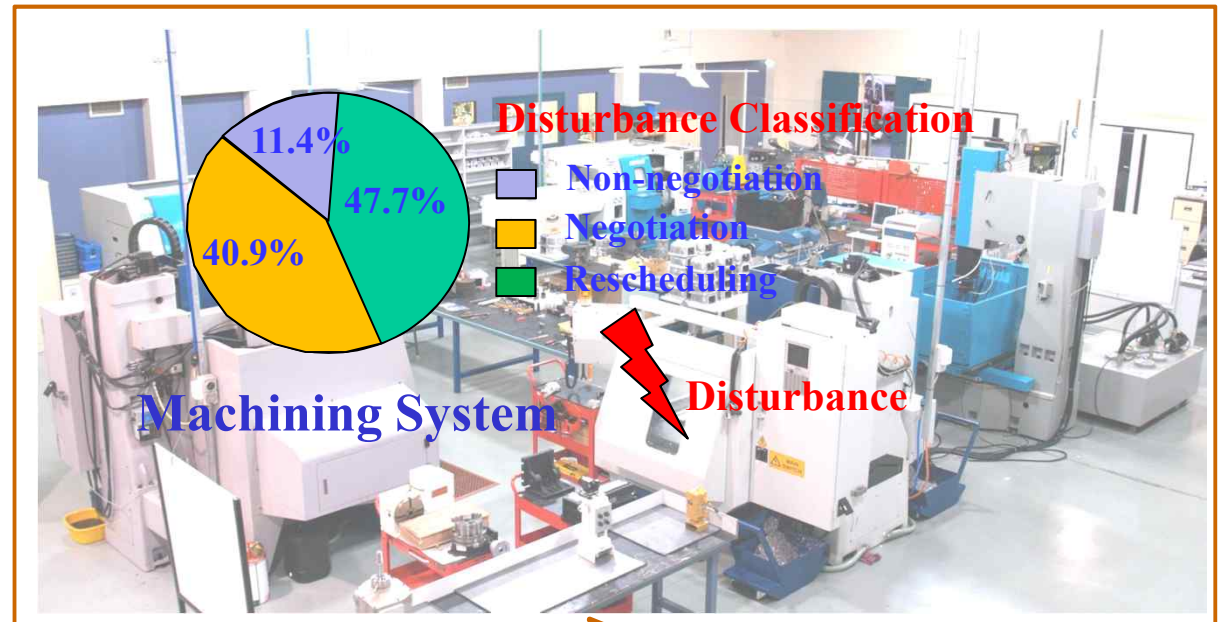 11.4%
47.7%
40.9%
Disturbance Classification
Non-negotiation
Negotiation
Rescheduling
Disturbance
Machining System